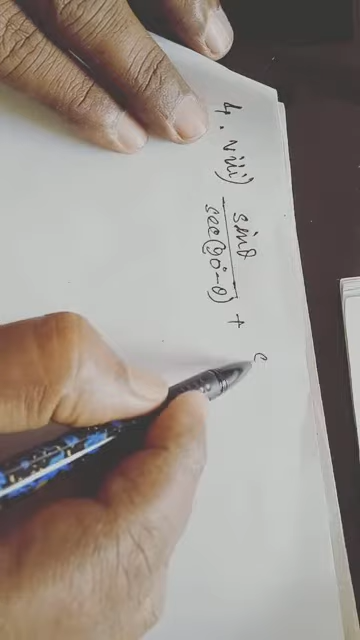 4. viii) sinθ / sec(90°-θ) + c